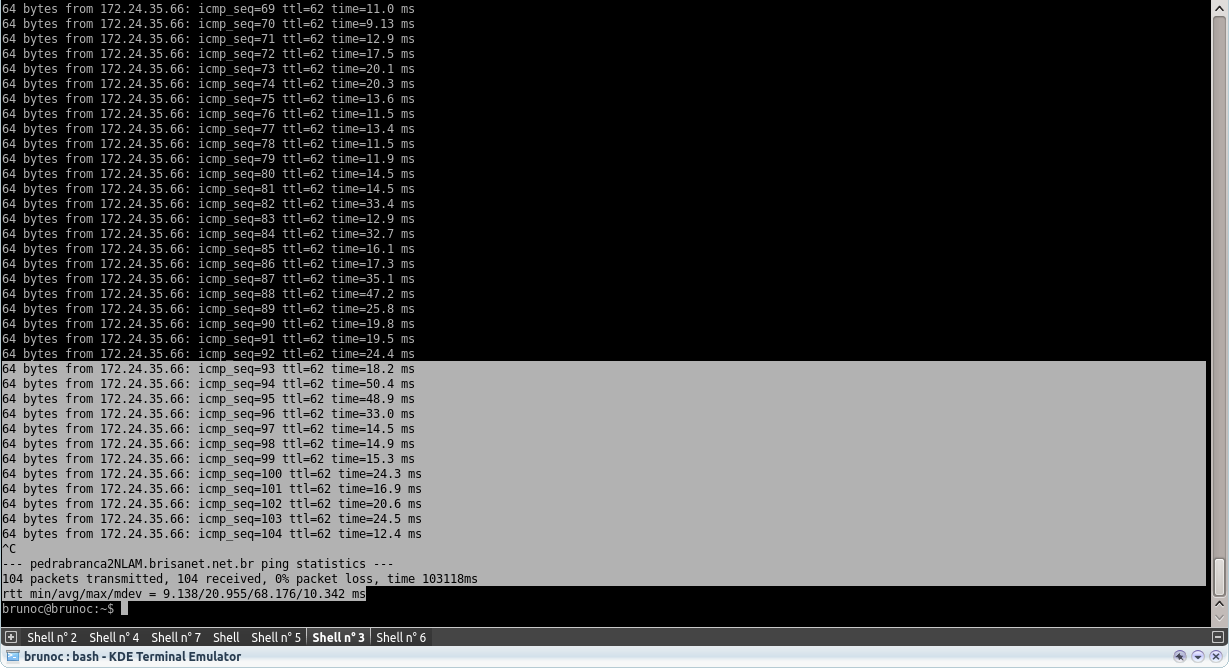 64 bytes from 172.24.35.66: icmp_seq=69 ttl=62 time=11.0 ms
64 bytes from 172.24.35.66: icmp_seq=70 ttl=62 time=9.13 ms
64 bytes from 172.24.35.66: icmp_seq=71 ttl=62 time=12.9 ms
64 bytes from 172.24.35.66: icmp_seq=72 ttl=62 time=17.5 ms
64 bytes from 172.24.35.66: icmp_seq=73 ttl=62 time=20.1 ms
64 bytes from 172.24.35.66: icmp_seq=74 ttl=62 time=20.3 ms
64 bytes from 172.24.35.66: icmp_seq=75 ttl=62 time=13.6 ms
64 bytes from 172.24.35.66: icmp_seq=76 ttl=62 time=11.5 ms
64 bytes from 172.24.35.66: icmp_seq=77 ttl=62 time=13.4 ms
64 bytes from 172.24.35.66: icmp_seq=78 ttl=62 time=11.5 ms
64 bytes from 172.24.35.66: icmp_seq=79 ttl=62 time=11.9 ms
64 bytes from 172.24.35.66: icmp_seq=80 ttl=62 time=14.5 ms
64 bytes from 172.24.35.66: icmp_seq=81 ttl=62 time=14.5 ms
64 bytes from 172.24.35.66: icmp_seq=82 ttl=62 time=33.4 ms
64 bytes from 172.24.35.66: icmp_seq=83 ttl=62 time=12.9 ms
64 bytes from 172.24.35.66: icmp_seq=84 ttl=62 time=32.7 ms
64 bytes from 172.24.35.66: icmp_seq=85 ttl=62 time=16.1 ms
64 bytes from 172.24.35.66: icmp_seq=86 ttl=62 time=17.3 ms
64 bytes from 172.24.35.66: icmp_seq=87 ttl=62 time=35.1 ms
64 bytes from 172.24.35.66: icmp_seq=88 ttl=62 time=47.2 ms
64 bytes from 172.24.35.66: icmp_seq=89 ttl=62 time=25.8 ms
64 bytes from 172.24.35.66: icmp_seq=90 ttl=62 time=19.8 ms
64 bytes from 172.24.35.66: icmp_seq=91 ttl=62 time=19.5 ms
64 bytes from 172.24.35.66: icmp_seq=92 ttl=62 time=24.4 ms
64 bytes from 172.24.35.66: icmp_seq=93 ttl=62 time=18.2 ms
64 bytes from 172.24.35.66: icmp_seq=94 ttl=62 time=50.4 ms
64 bytes from 172.24.35.66: icmp_seq=95 ttl=62 time=48.9 ms
64 bytes from 172.24.35.66: icmp_seq=96 ttl=62 time=33.0 ms
64 bytes from 172.24.35.66: icmp_seq=97 ttl=62 time=14.5 ms
64 bytes from 172.24.35.66: icmp_seq=98 ttl=62 time=14.9 ms
64 bytes from 172.24.35.66: icmp_seq=99 ttl=62 time=15.3 ms
64 bytes from 172.24.35.66: icmp_seq=100 ttl=62 time=24.3 ms
64 bytes from 172.24.35.66: icmp_seq=101 ttl=62 time=16.9 ms
64 bytes from 172.24.35.66: icmp_seq=102 ttl=62 time=20.6 ms
64 bytes from 172.24.35.66: icmp_seq=103 ttl=62 time=24.5 ms
64 bytes from 172.24.35.66: icmp_seq=104 ttl=62 time=12.4 ms
^C
--- pedrabranca2NLAM.brisanet.net.br ping statistics ---
104 packets transmitted, 104 received, 0% packet loss, time 103118ms
rtt min/avg/max/mdev = 9.138/20.955/68.176/10.342 ms
brunoc@brunoc:~$
Shell n° 2 Shell n° 4 Shell n° 7 Shell Shell n° 5 Shell n° 3 Shell n° 6
brunoc : bash - KDE Terminal Emulator